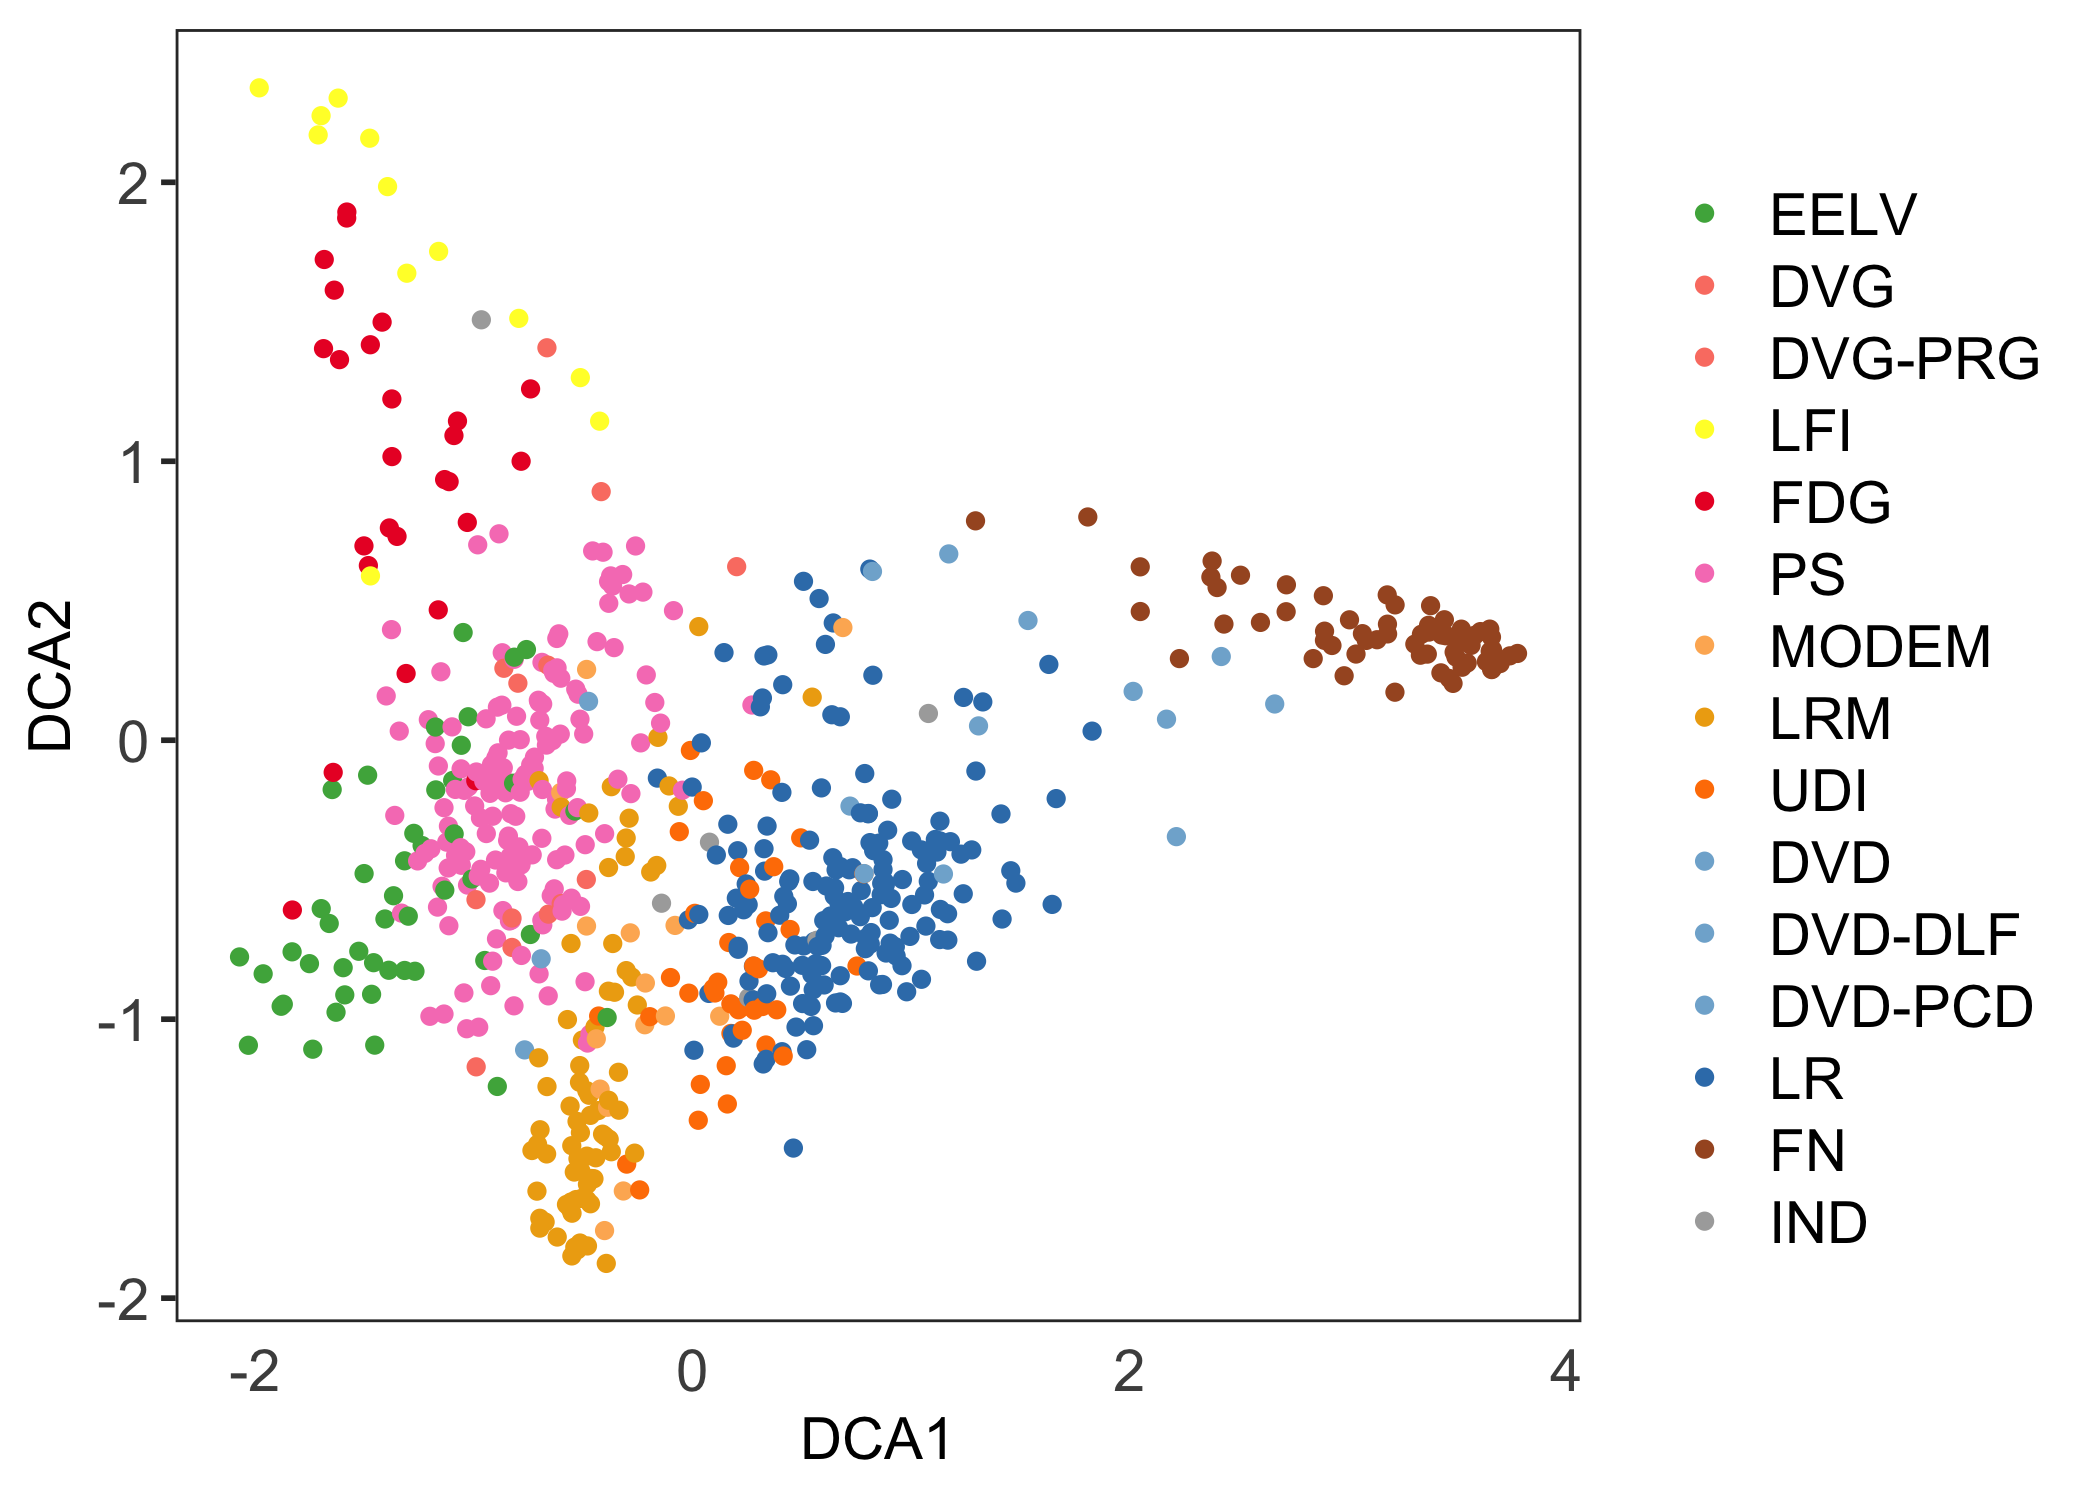 2
1
0
-1
-2
DCA2
-2
0
2
4
DCA1
EELV
DVG
DVG-PRG
LFI
FDG
PS
MODEM
LRM
UDI
DVD
DVD-DLF
DVD-PCD
LR
FN
IND